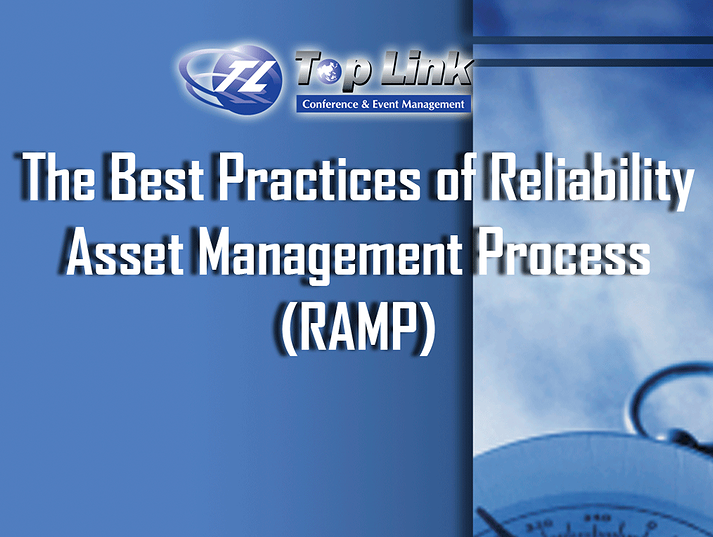 TL Top Link
Conference & Event Management
The Best Practices of Reliability
Asset Management Process
(RAMP)